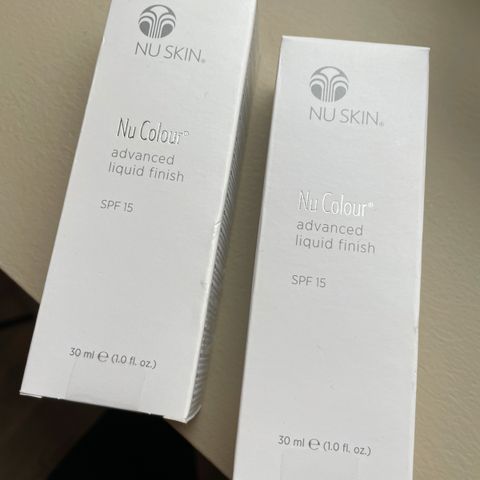 NU SKIN®
Nu Colour®
advanced
liquid finish
SPF 15
30 ml ℮ (1.0 fl. oz.)
NU SKIN®
Nu Colour®
advanced
liquid finish
SPF 15
30 ml ℮ (1.0 fl. oz.)